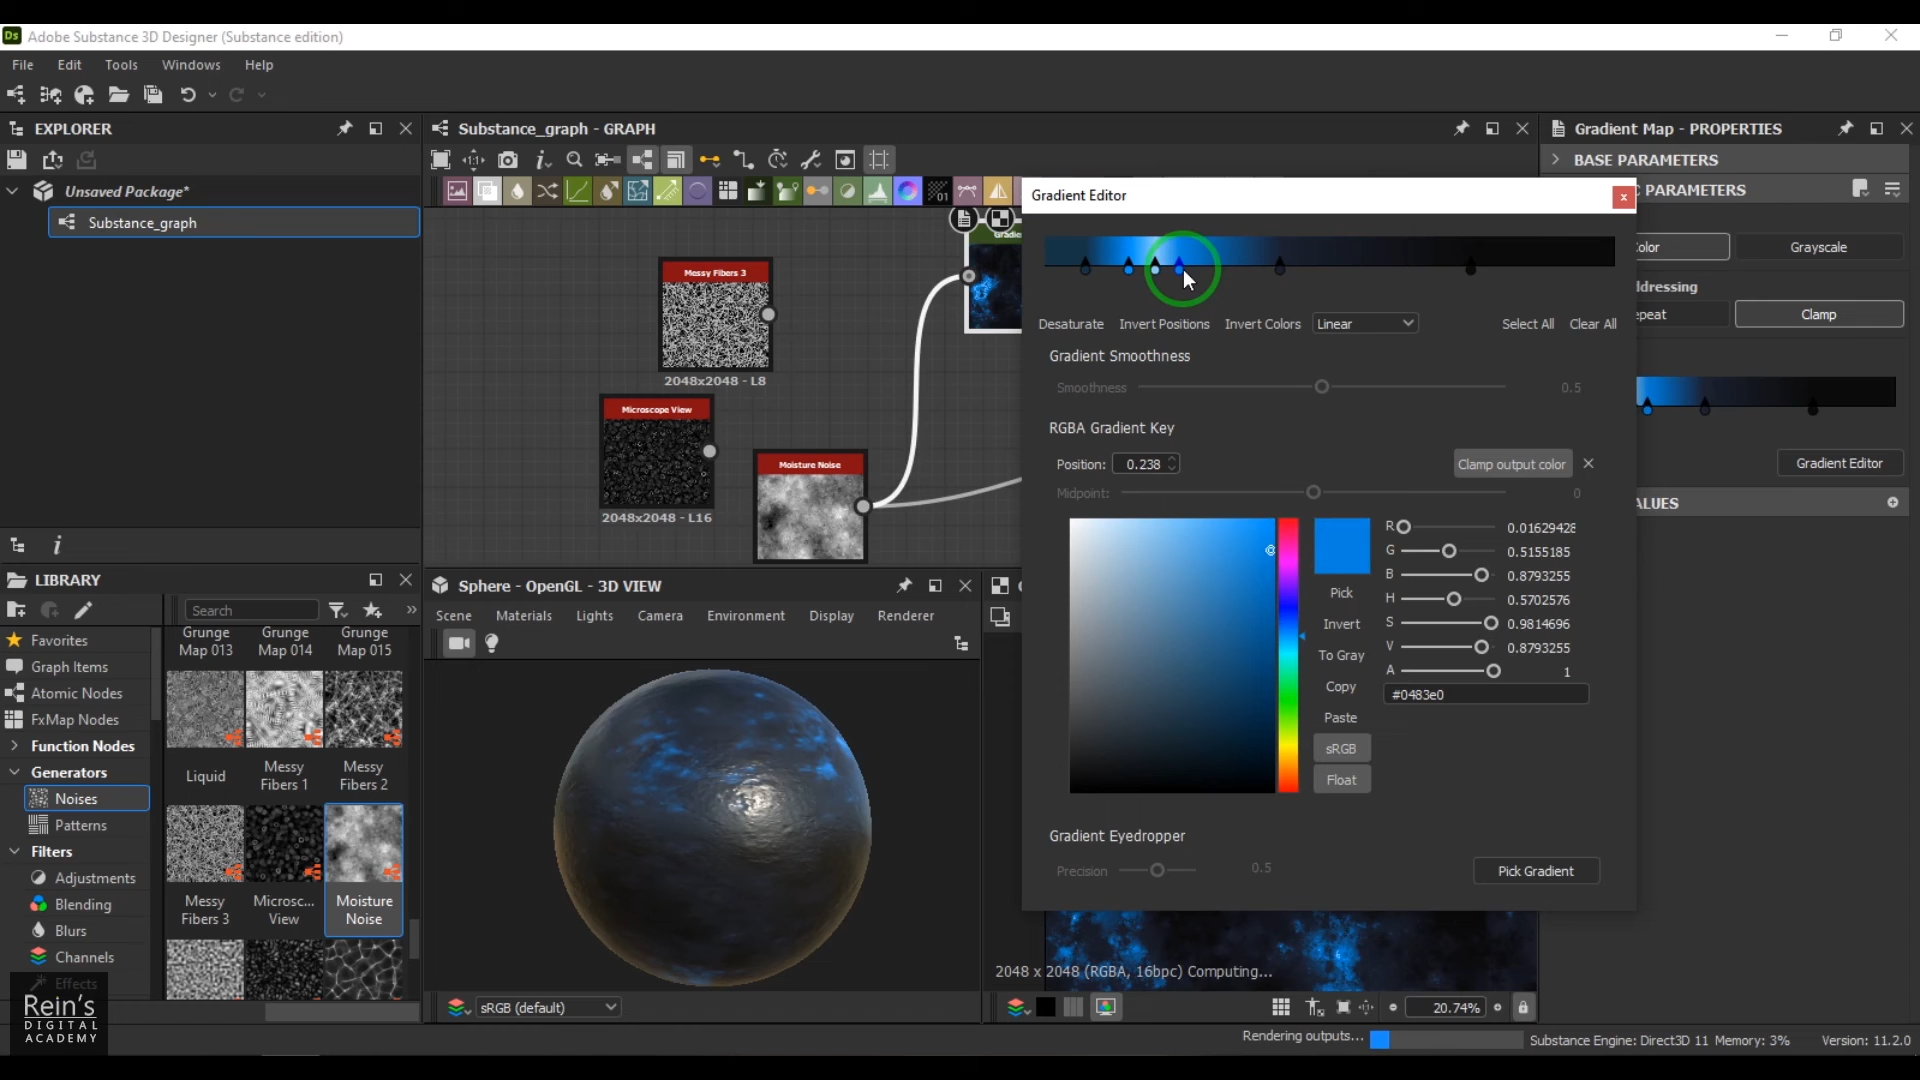 Ds Adobe Substance 3D Designer (Substance edition)
File Edit Tools Windows Help
EXPLORER
Unsaved Package*
Substance_graph
Substance_graph - GRAPH
Gradient Map - PROPERTIES
BASE PARAMETERS
C PARAMETERS
Color
Grayscale
ddressing
epeat
Clamp
Gradient Editor
ALUES
Messy Fibers 3
2048x2048 - L8
Microscope View
2048x2048 - L16
Moisture Noise
Gradie
Gradient Editor
Desaturate Invert Positions Invert Colors Linear Select All Clear All
Gradient Smoothness
Smoothness 0.5
RGBA Gradient Key
Position: 0.238 Clamp output color
Midpoint: 0
R 0.01629428
G 0.5155185
B 0.8793255
H 0.5702576
S 0.9814696
V 0.8793255
A 1
#0483e0
Pick
Invert
To Gray
Copy
Paste
sRGB
Float
Gradient Eyedropper
Precision 0.5 Pick Gradient
LIBRARY
Search
Favorites
Graph Items
Atomic Nodes
FxMap Nodes
Function Nodes
Generators
Noises
Patterns
Filters
Adjustments
Blending
Blurs
Channels
Effects
Grunge Map 013
Grunge Map 014
Grunge Map 015
Liquid
Messy Fibers 1
Messy Fibers 2
Messy Fibers 3
Microsc... View
Moisture Noise
Sphere - OpenGL - 3D VIEW
Scene Materials Lights Camera Environment Display Renderer
sRGB (default)
2048 x 2048 (RGBA, 16bpc) Computing...
20.74%
Rendering outputs...
Substance Engine: Direct3D 11 Memory: 3%
Version: 11.2.0
Rein's
DIGITAL
ACADEMY